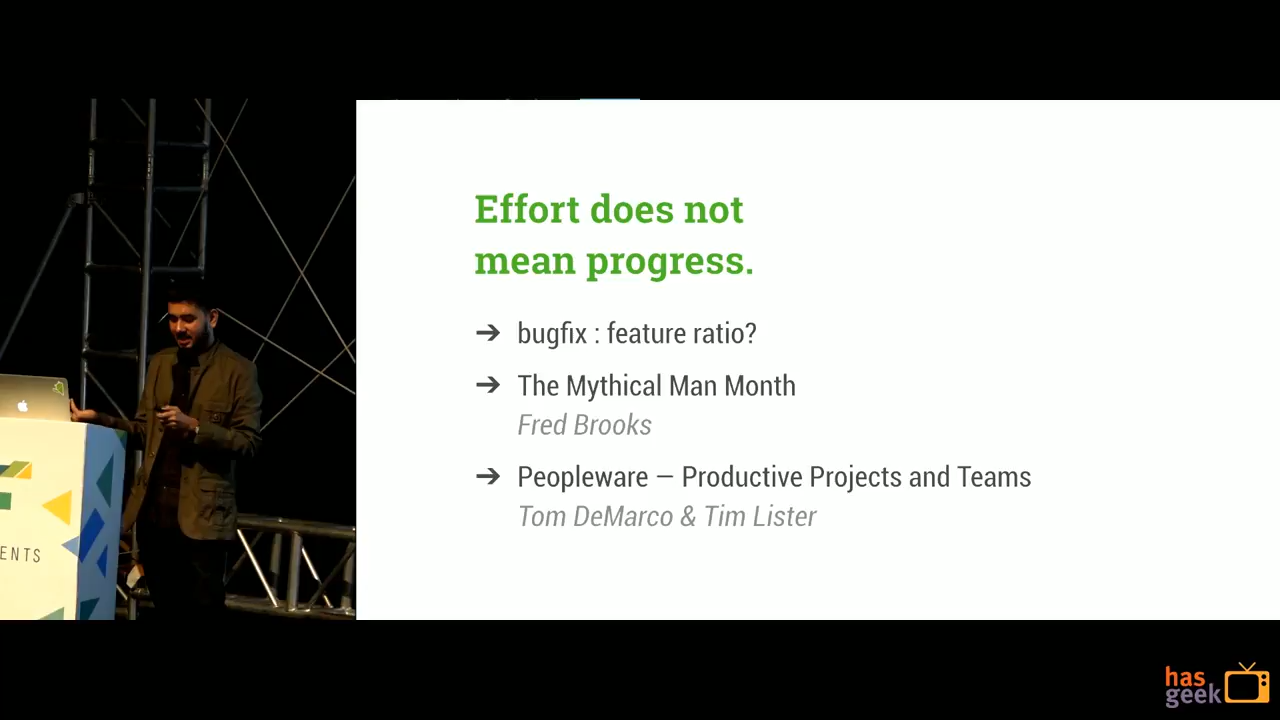 Effort does not
mean progress.
➔ bugfix : feature ratio?
➔ The Mythical Man Month
Fred Brooks
➔ Peopleware — Productive Projects and Teams
Tom DeMarco & Tim Lister
ENTS
has
geek